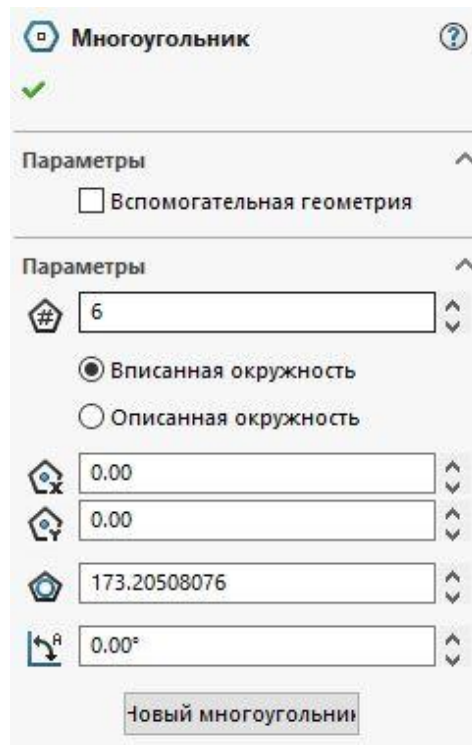 Многоугольник
Параметры
Вспомогательная геометрия
Параметры
6
Вписанная окружность
Описанная окружность
0.00
0.00
173.20508076
0.00°
Новый многоугольник